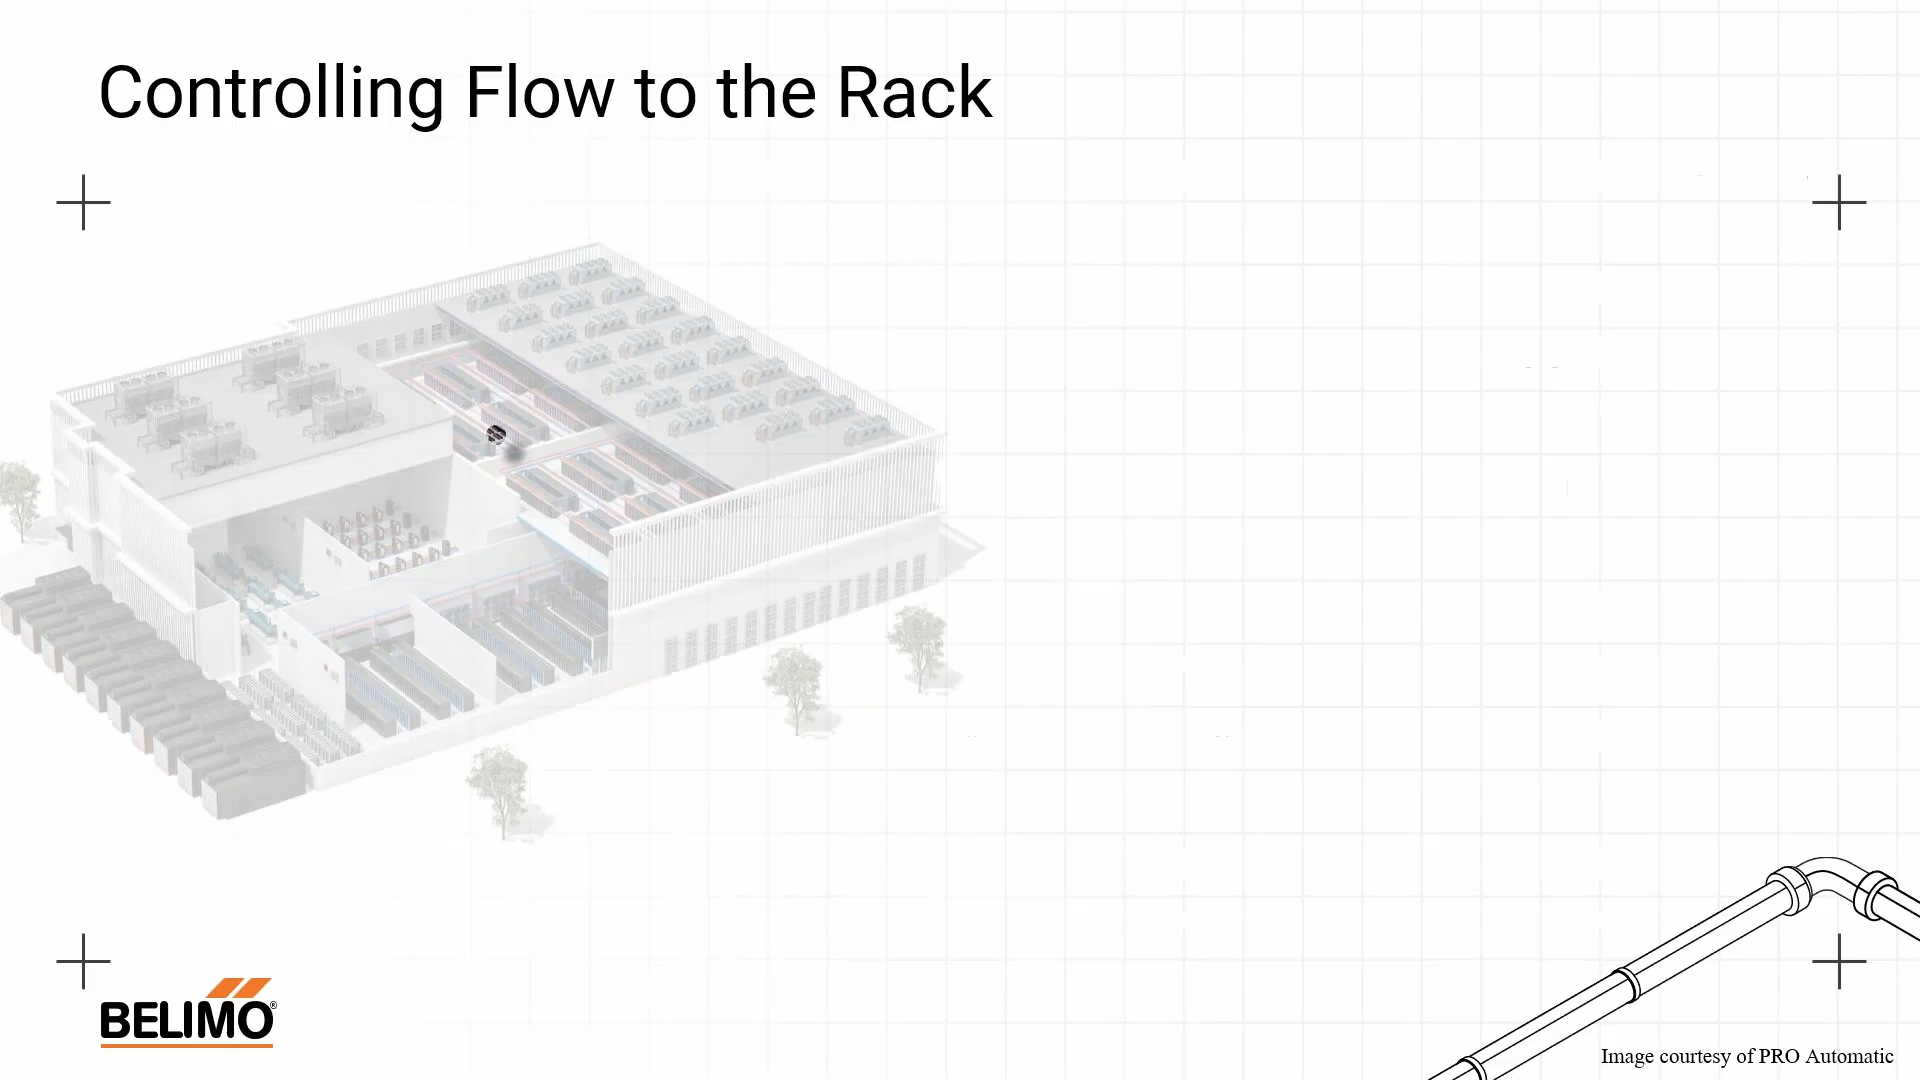 Controlling Flow to the Rack
BELIMO®
Image courtesy of PRO Automatic